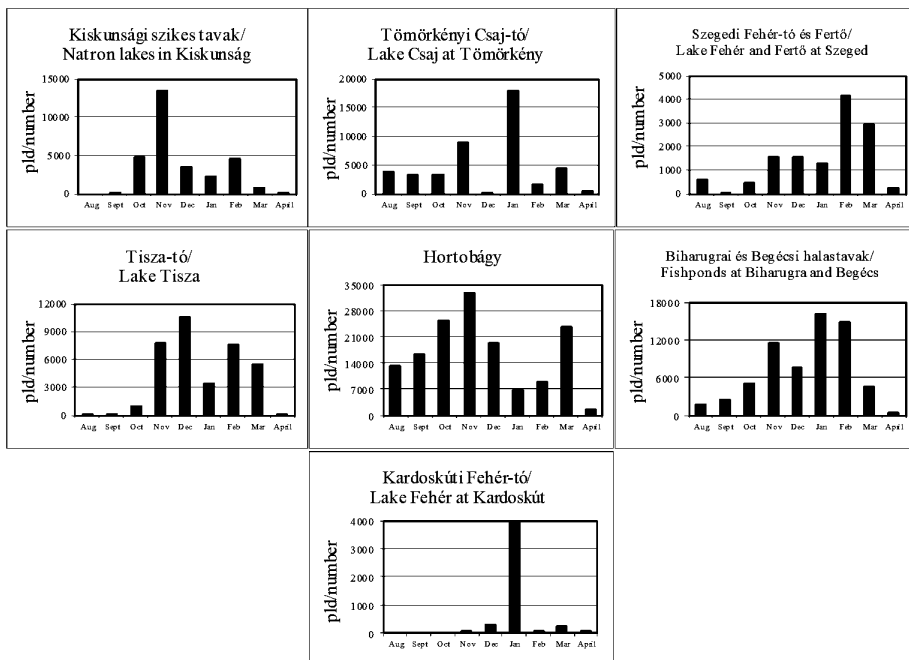 Kiskunsági szikes tavak/
Natron lakes in Kiskunság
pld/number
15000
10000
5000
0
Aug Sept Oct Nov Dec Jan Feb Mar April
Tömörkényi Csaj-tó/
Lake Csaj at Tömörkény
pld/number
20000
15000
10000
5000
0
Aug Sept Oct Nov Dec Jan Feb Mar April
Szegedi Fehér-tó és Fertő/
Lake Fehér and Fertő at Szeged
pld/number
5000
4000
3000
2000
1000
0
Aug Sept Oct Nov Dec Jan Feb Mar April
Tisza-tó/
Lake Tisza
pld/number
12000
9000
6000
3000
0
Aug Sept Oct Nov Dec Jan Feb Mar April
Hortobágy
pld/number
35000
28000
21000
14000
7000
0
Aug Sept Oct Nov Dec Jan Feb Mar April
Biharugrai és Begécsi halastavak/
Fishponds at Biharugra and Begécs
pld/number
18000
12000
6000
0
Aug Sept Oct Nov Dec Jan Feb Mar April
Kardoskúti Fehér-tó/
Lake Fehér at Kardoskút
pld/number
4000
3000
2000
1000
0
Aug Sept Oct Nov Dec Jan Feb Mar April